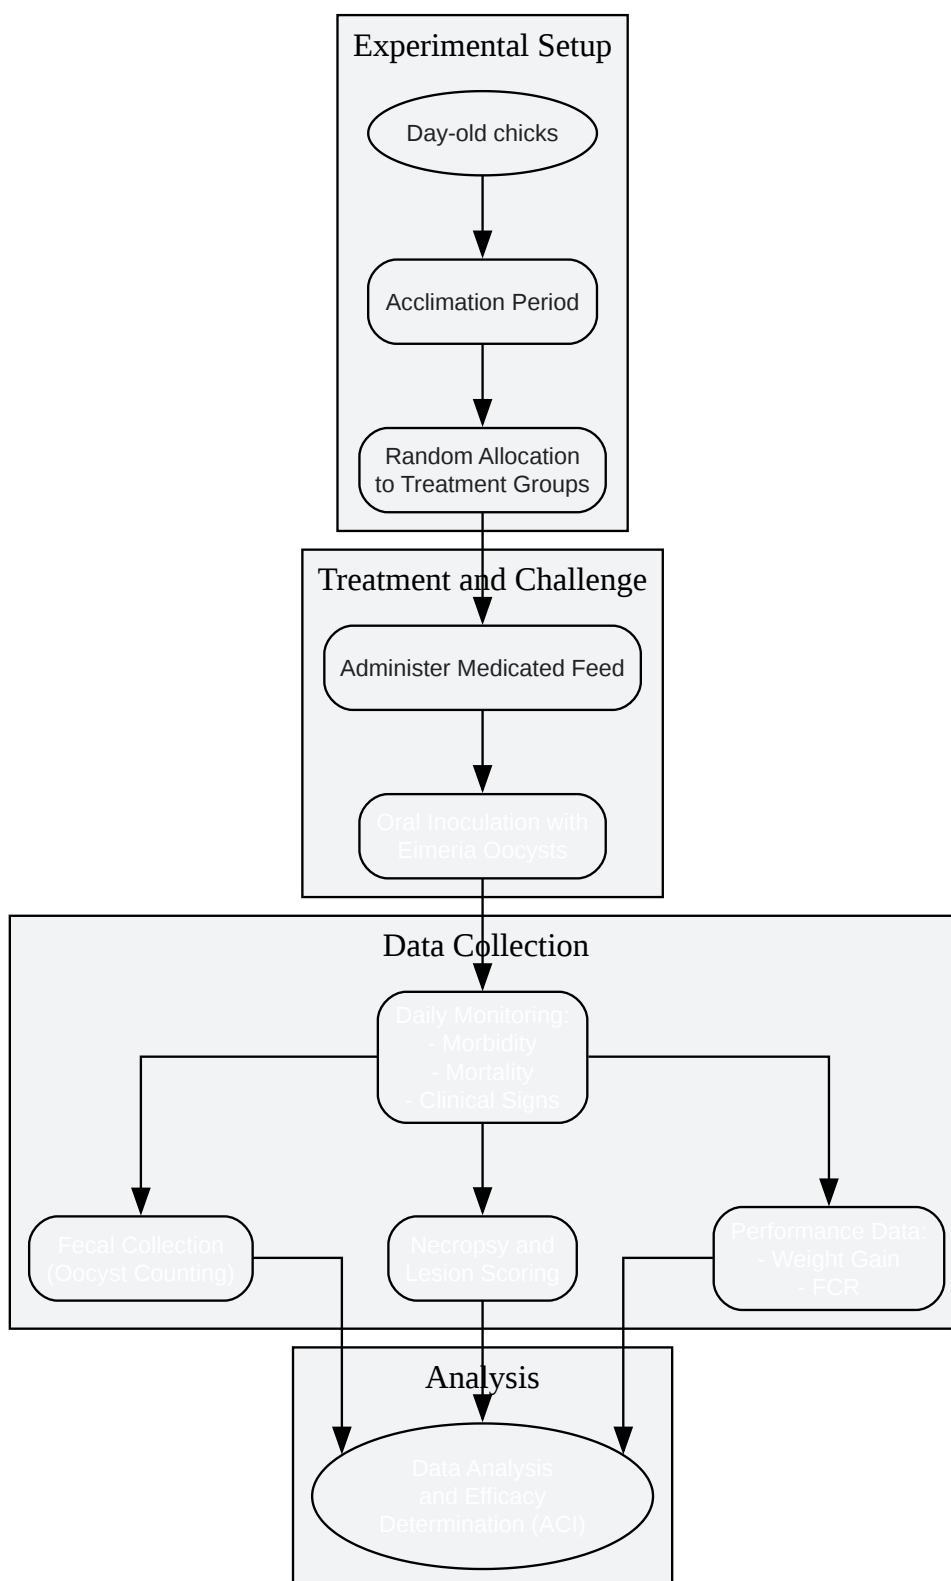 Experimental Setup
Day-old chicks
Acclimation Period
Random Allocation
to Treatment Groups
Treatment and Challenge
Administer Medicated Feed
Oral Inoculation with
Eimeria Oocysts
Data Collection
Daily Monitoring:
- Morbidity
- Mortality
- Clinical Signs
Fecal Collection
(Oocyst Counting)
Necropsy and
Lesion Scoring
Performance Data:
- Weight Gain
- FCR
Analysis
Data Analysis
and Efficacy
Determination (ACI)